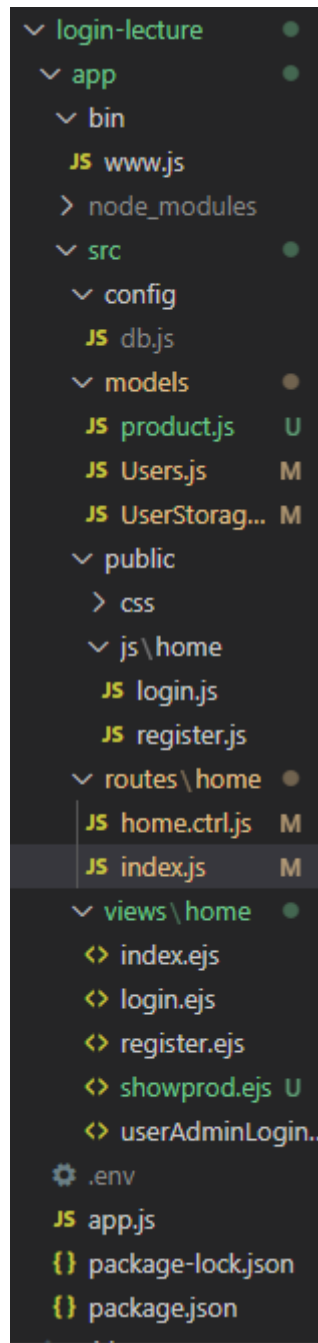 login-lecture
app
bin
JS www.js
node_modules
src
config
JS db.js
models
JS product.js U
JS Users.js M
JS UserStorag... M
public
css
js\home
JS login.js
JS register.js
routes\home
JS home.ctrl.js M
JS index.js M
views\home
<> index.ejs
<> login.ejs
<> register.ejs
<> showprod.ejs U
<> userAdminLogin...
.env
JS app.js
{} package-lock.json
{} package.json